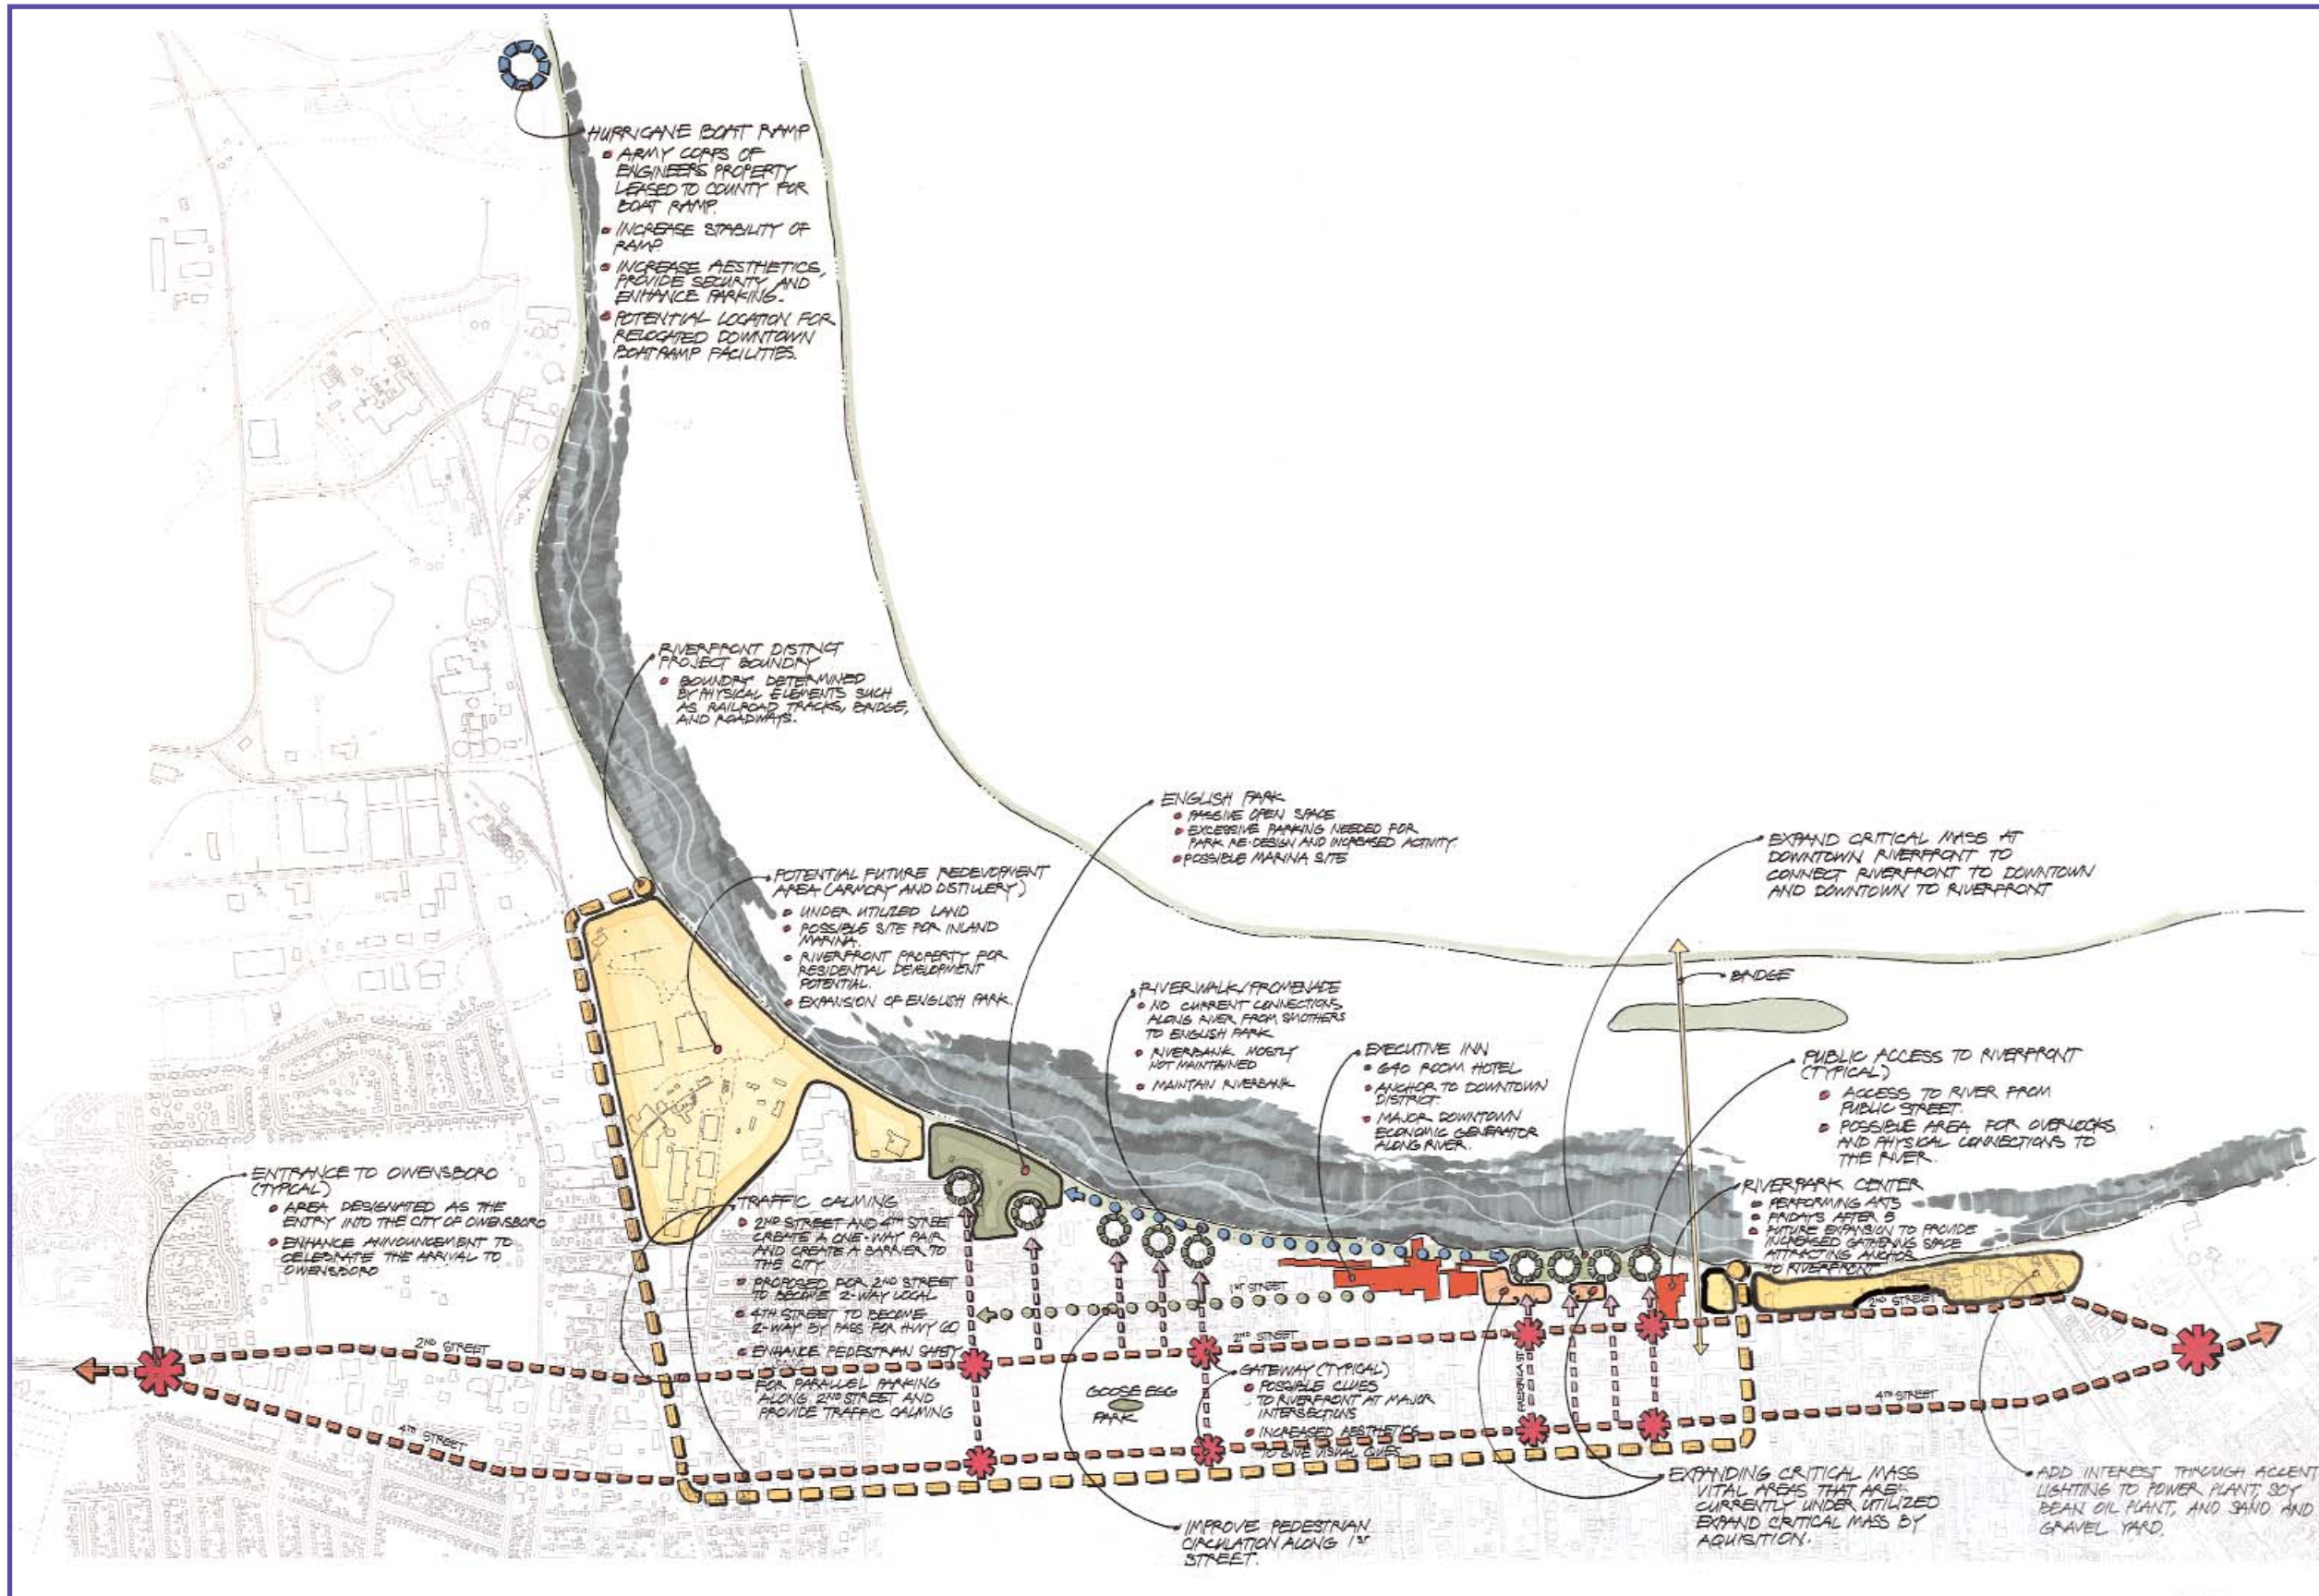 HURRICANE BOAT RAMP
ARMY CORPS OF
ENGINEERS PROPERTY
LEASED TO COUNTY FOR
BOAT RAMP.
INCREASE STABILITY OF
RAMP.
INCREASE AESTHETICS,
PROVIDE SECURITY AND
ENHANCE PARKING.
POTENTIAL LOCATION FOR
RELOCATED DOWNTOWN
BOAT RAMP FACILITIES.
RIVERFRONT DISTRICT
PROJECT BOUNDRY
BOUNDRY DETERMINED
BY PHYSICAL ELEMENTS SUCH
AS RAILROAD TRACKS, BRIDGE,
AND ROADWAYS.
ENGLISH PARK
PASSIVE OPEN SPACE
EXCESSIVE PARKING NEEDED FOR
PARK RE-DESIGN AND INCREASED ACTIVITY.
POSSIBLE MARINA SITE
EXPAND CRITICAL MASS AT
DOWNTOWN RIVERFRONT TO
CONNECT RIVERFRONT TO DOWNTOWN
AND DOWNTOWN TO RIVERFRONT
POTENTIAL FUTURE REDEVOPMENT
AREA (ARMORY AND DISTILLERY)
UNDER UTILIZED LAND
POSSIBLE SITE FOR INLAND
MARINA.
RIVERFRONT PROPERTY FOR
RESIDENTIAL DEVELOPMENT
POTENTIAL.
EXPANSION OF ENGLISH PARK.
RIVERWALK/PROMENADE
NO CURRENT CONNECTIONS
ALONG RIVER FROM SMOTHERS
TO ENGLISH PARK
RIVERBANK MOSTLY
NOT MAINTAINED
MAINTAIN RIVERBANK
EXECUTIVE INN
640 ROOM HOTEL
ANCHOR TO DOWNTOWN
DISTRICT.
MAJOR DOWNTOWN
ECONOMIC GENERATOR
ALONG RIVER.
BRIDGE
PUBLIC ACCESS TO RIVERFRONT
(TYPICAL)
ACCESS TO RIVER FROM
PUBLIC STREET.
POSSIBLE AREA FOR OVERLOOKS
AND PHYSICAL CONNECTIONS TO
THE RIVER.
RIVERPARK CENTER
PERFORMING ARTS
FRIDAYS AFTER 5
FUTURE EXPANSION TO PROVIDE
INCREASED GATHERING SPACE
ATTRACTING ANCHOR
TO RIVERFRONT
ENTRANCE TO OWENSBORO
(TYPICAL)
AREA DESIGNATED AS THE
ENTRY INTO THE CITY OF OWENSBORO
ENHANCE ANNOUNCEMENT TO
CELEBRATE THE ARRIVAL TO
OWENSBORO
TRAFFIC CALMING
2ND STREET AND 4TH STREET
CREATE A ONE-WAY PAIR
AND CREATE A BARRIER TO
THE CITY
PROPOSED FOR 2ND STREET
TO BECOME 2-WAY LOCAL
4TH STREET TO BECOME
2-WAY BY PASS FOR HWY 60
ENHANCE PEDESTRIAN SAFETY
FOR PARALLEL PARKING
ALONG 2ND STREET AND
PROVIDE TRAFFIC CALMING
1ST STREET
2ND STREET
2ND STREET
2ND STREET
4TH STREET
4TH STREET
FREDERICA ST
GOOSE EGG
PARK
GATEWAY (TYPICAL)
POSSIBLE CLUES
TO RIVERFRONT AT MAJOR
INTERSECTIONS
INCREASED AESTHETICS
TO GIVE VISUAL CUES
IMPROVE PEDESTRIAN
CIRCULATION ALONG 1ST
STREET.
EXPANDING CRITICAL MASS
VITAL AREAS THAT ARE
CURRENTLY UNDER UTILIZED
EXPAND CRITICAL MASS BY
AQUISITION.
ADD INTEREST THROUGH ACCENT
LIGHTING TO POWER PLANT, SOY
BEAN OIL PLANT, AND SAND AND
GRAVEL YARD.